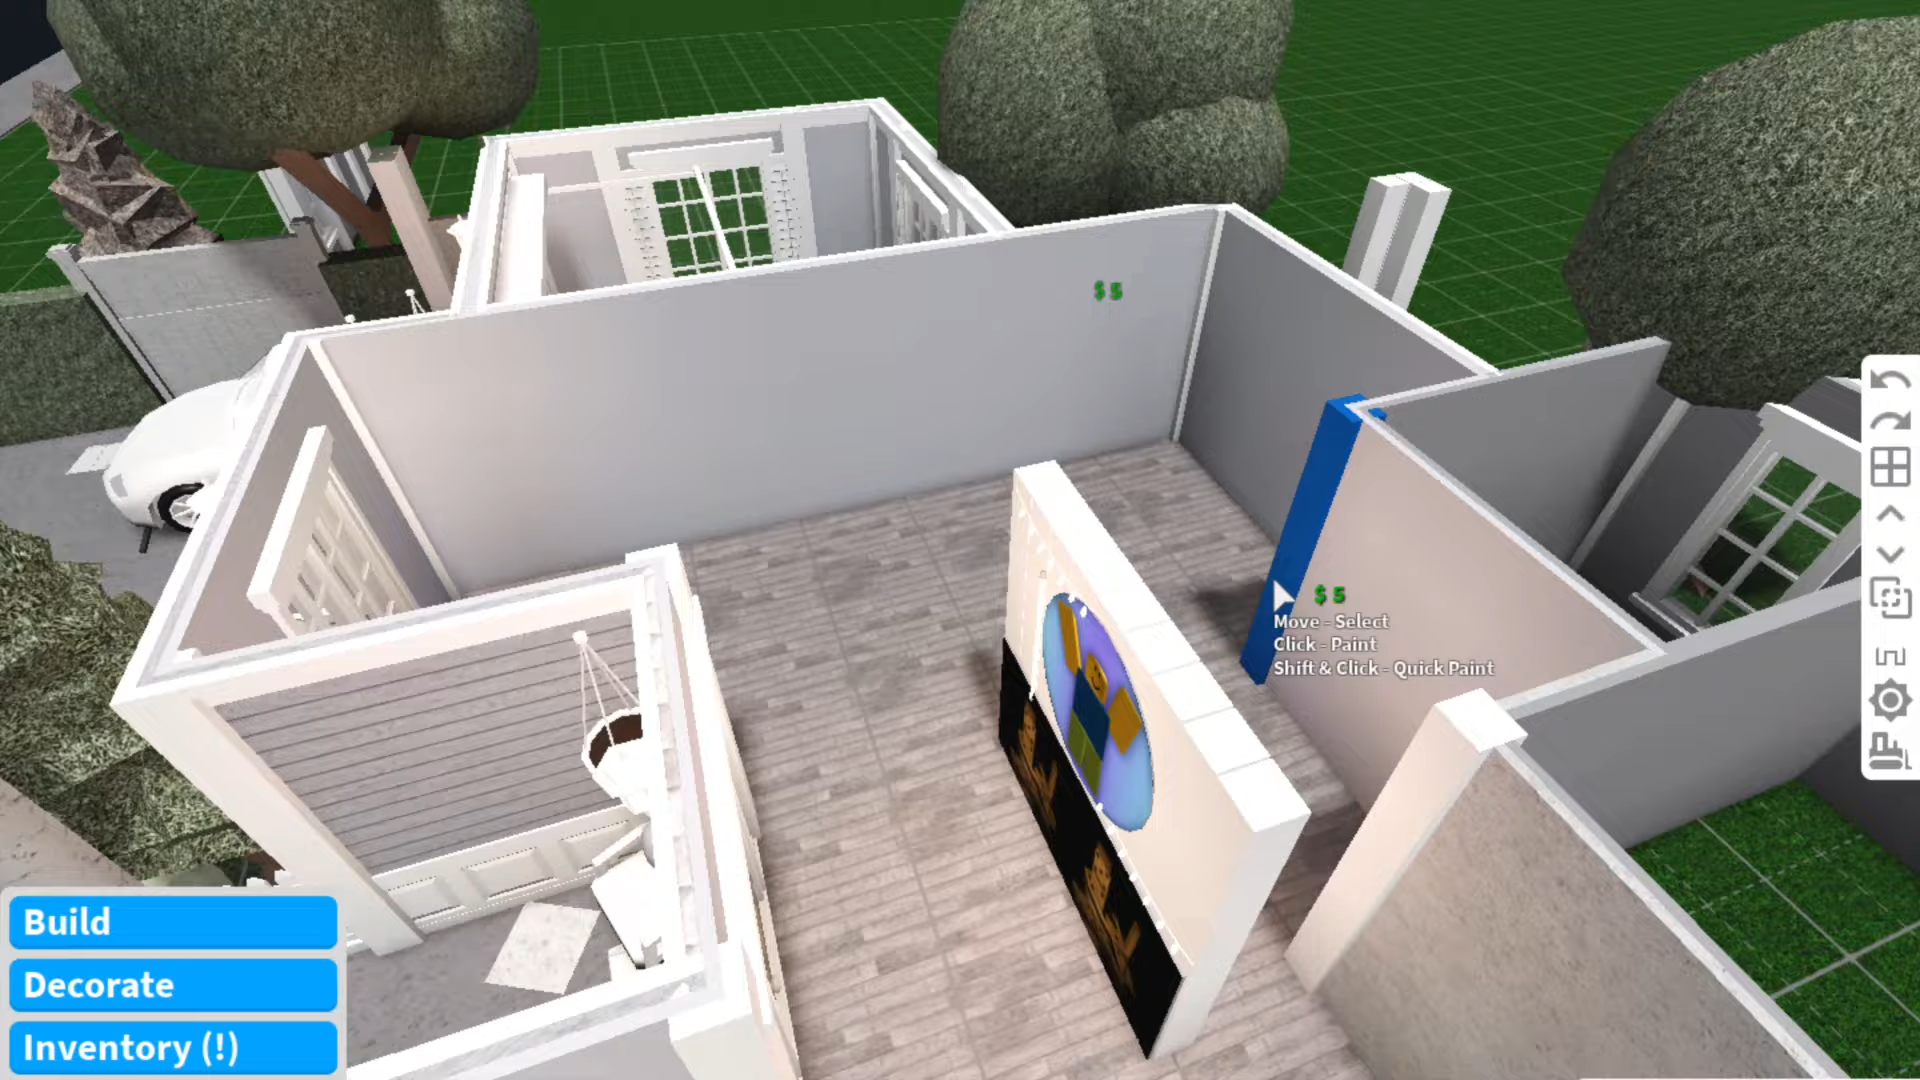 $ 5
$ 5
Move - Select
Click - Paint
Shift & Click - Quick Paint
Build
Decorate
Inventory (!)